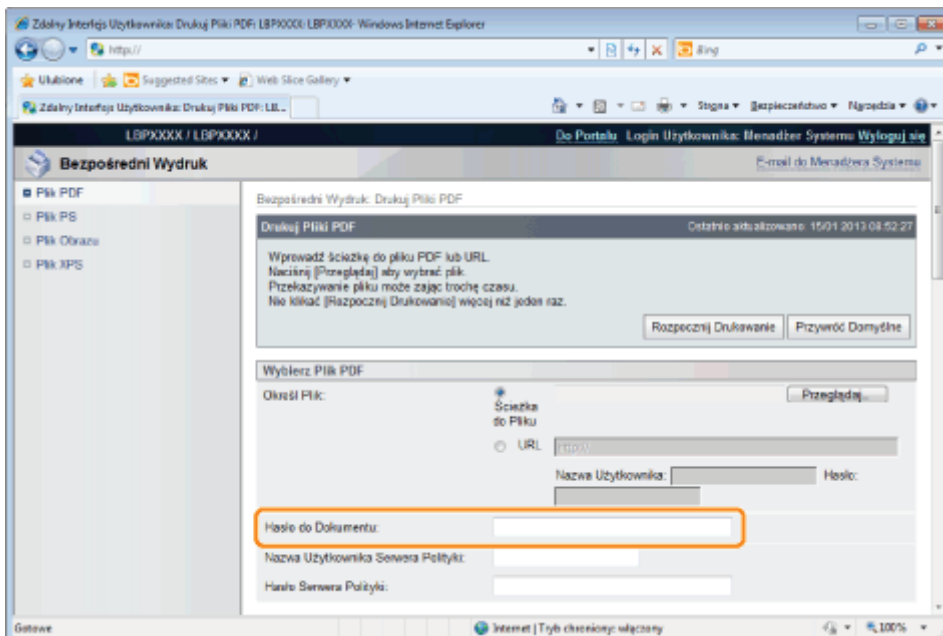 Zdalny Interfejs Użytkownika: Drukuj Pliki PDF: LBPXXXX: LBPXXXX- Windows Internet Explorer
http://
Bing
Ulubione Suggested Sites Web Slice Gallery
Zdalny Interfejs Użytkownika: Drukuj Pliki PDF: LB...
Strona Bezpieczeństwo Narzędzia
LBPXXXX / LBPXXXX /
Do Portalu Login Użytkownika: Menadżer Systemu Wyloguj się
Bezpośredni Wydruk
E-mail do Menadżera Systemu
Plik PDF
Plik PS
Plik Obrazu
Plik XPS
Bezpośredni Wydruk: Drukuj Pliki PDF
Drukuj Pliki PDF
Ostatnio aktualizowano: 15/01 2013 08:52:27
Wprowadź ścieżkę do pliku PDF lub URL.
Naciśnij [Przeglądaj] aby wybrać plik.
Przekazywanie pliku może zająć trochę czasu.
Nie klikać [Rozpocznij Drukowanie] więcej niż jeden raz.
Rozpocznij Drukowanie Przywróć Domyślne
Wybierz Plik PDF
Określ Plik:
Ścieżka
do Pliku
Przeglądaj...
URL http://
Nazwa Użytkownika: Hasło:
Hasło do Dokumentu:
Nazwa Użytkownika Serwera Polityki:
Hasło Serwera Polityki:
Gotowe
Internet | Tryb chroniony: włączony
100%